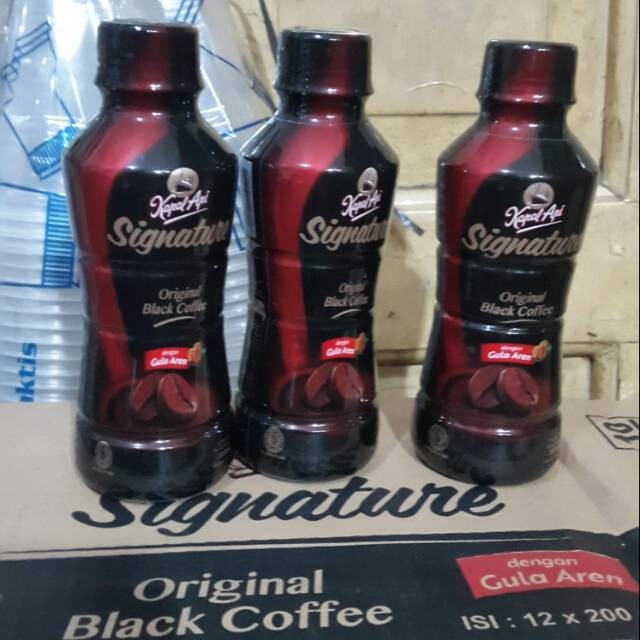 Kapal Api
Signature
Original
Black Coffee
dengan
Gula Aren
Kapal Api
Signature
Original
Black Coffee
dengan
Gula Aren
Kapal Api
Signature
Original
Black Coffee
dengan
Gula Aren
Signature
Original
Black Coffee
dengan
Gula Aren
ISI : 12 x 200